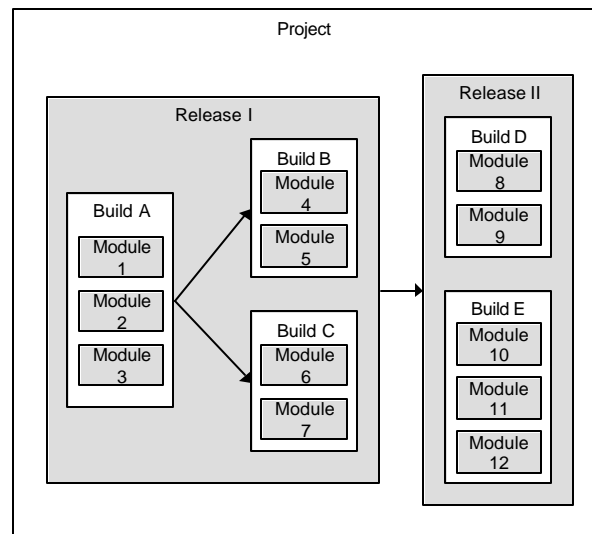 Project
Release I
Build A
Module
1
Module
2
Module
3
Build B
Module
4
Module
5
Build C
Module
6
Module
7
Release II
Build D
Module
8
Module
9
Build E
Module
10
Module
11
Module
12